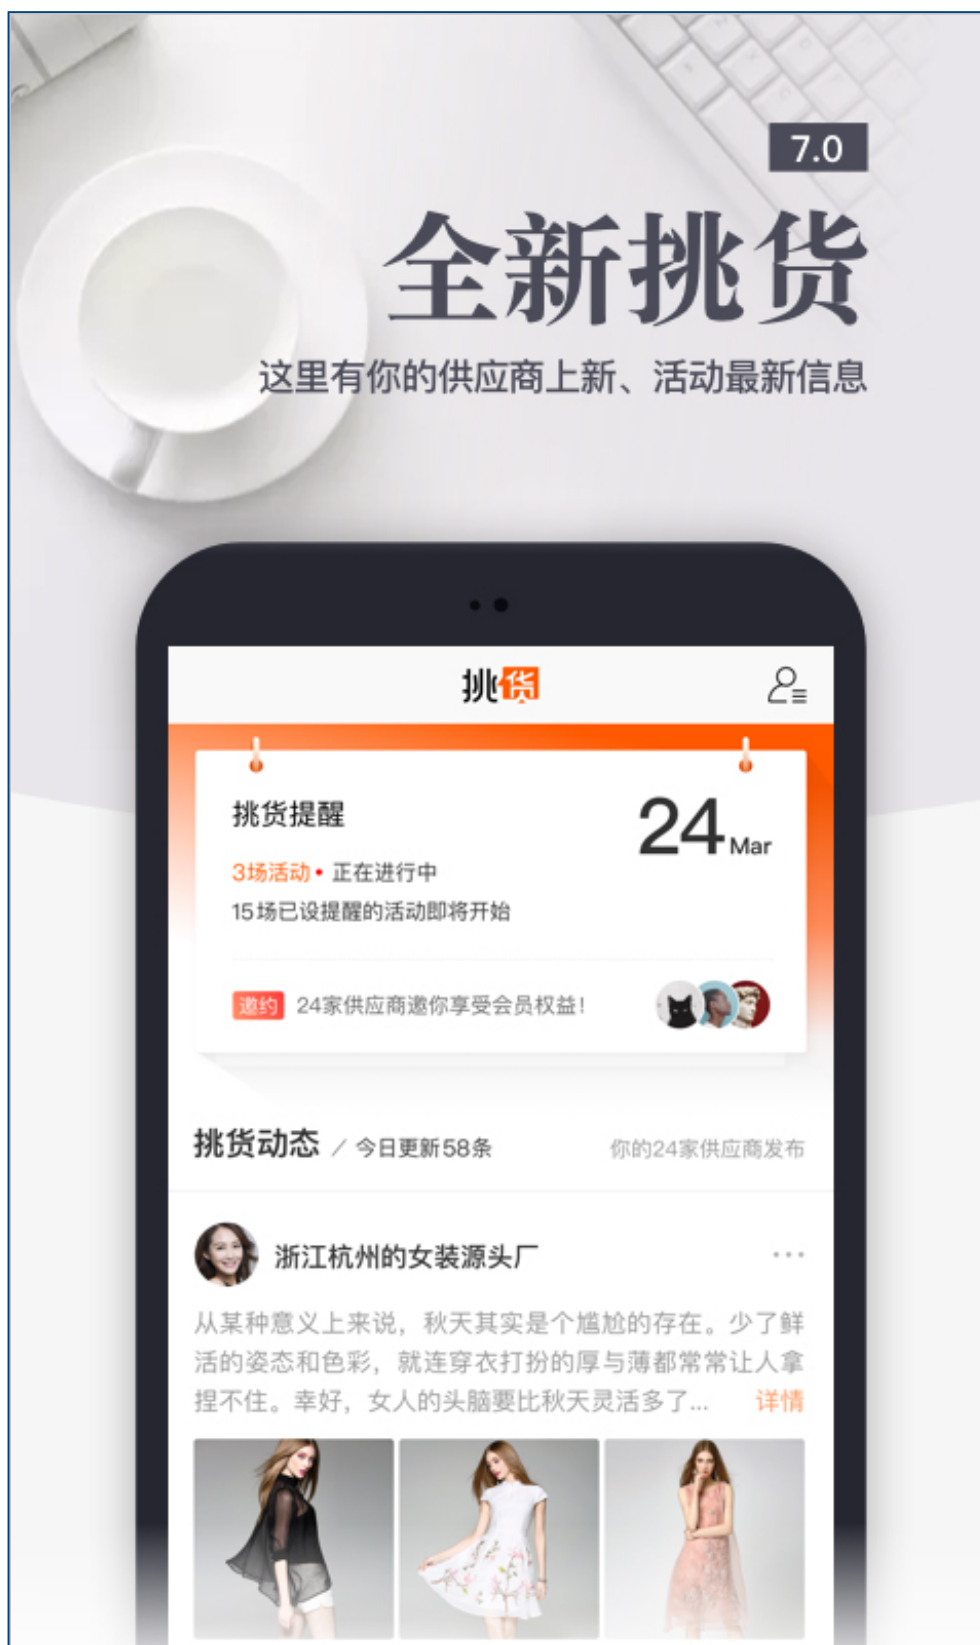 7.0
全新挑货
这里有你的供应商上新、活动最新信息
挑货
挑货提醒
24 Mar
3场活动•正在进行中
15场已设提醒的活动即将开始
邀约 24家供应商邀你享受会员权益!
挑货动态 / 今日更新58条 你的24家供应商发布
浙江杭州的女装源头厂
从某种意义上来说，秋天其实是个尴尬的存在。少了鲜
活的姿态和色彩，就连穿衣打扮的厚与薄都常常让人拿
捏不住。幸好，女人的头脑要比秋天灵活多了... 详情